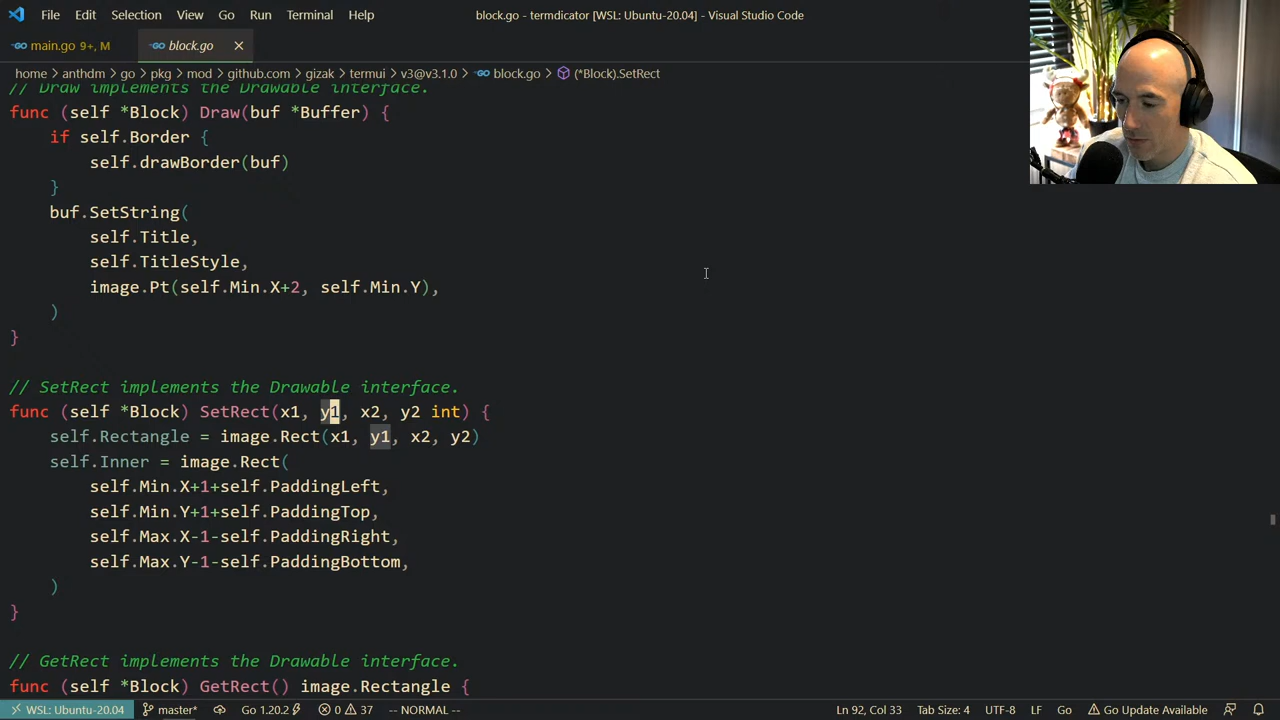 File Edit Selection View Go Run Terminal Help
block.go - termdicator [WSL: Ubuntu-20.04] - Visual Studio Code
main.go 9+, M block.go
home > anthdm > go > pkg > mod > github.com > gizak > termui > v3@v3.1.0 > block.go > (*Block).SetRect
// Draw implements the Drawable interface.
func (self *Block) Draw(buf *Buffer) {
if self.Border {
self.drawBorder(buf)
}
buf.SetString(
self.Title,
self.TitleStyle,
image.Pt(self.Min.X+2, self.Min.Y),
)
}
// SetRect implements the Drawable interface.
func (self *Block) SetRect(x1, y1, x2, y2 int) {
self.Rectangle = image.Rect(x1, y1, x2, y2)
self.Inner = image.Rect(
self.Min.X+1+self.PaddingLeft,
self.Min.Y+1+self.PaddingTop,
self.Max.X-1-self.PaddingRight,
self.Max.Y-1-self.PaddingBottom,
)
}
// GetRect implements the Drawable interface.
func (self *Block) GetRect() image.Rectangle {
WSL: Ubuntu-20.04 master* Go 1.20.2 0 37 -- NORMAL -- Ln 92, Col 33 Tab Size: 4 UTF-8 LF Go Go Update Available